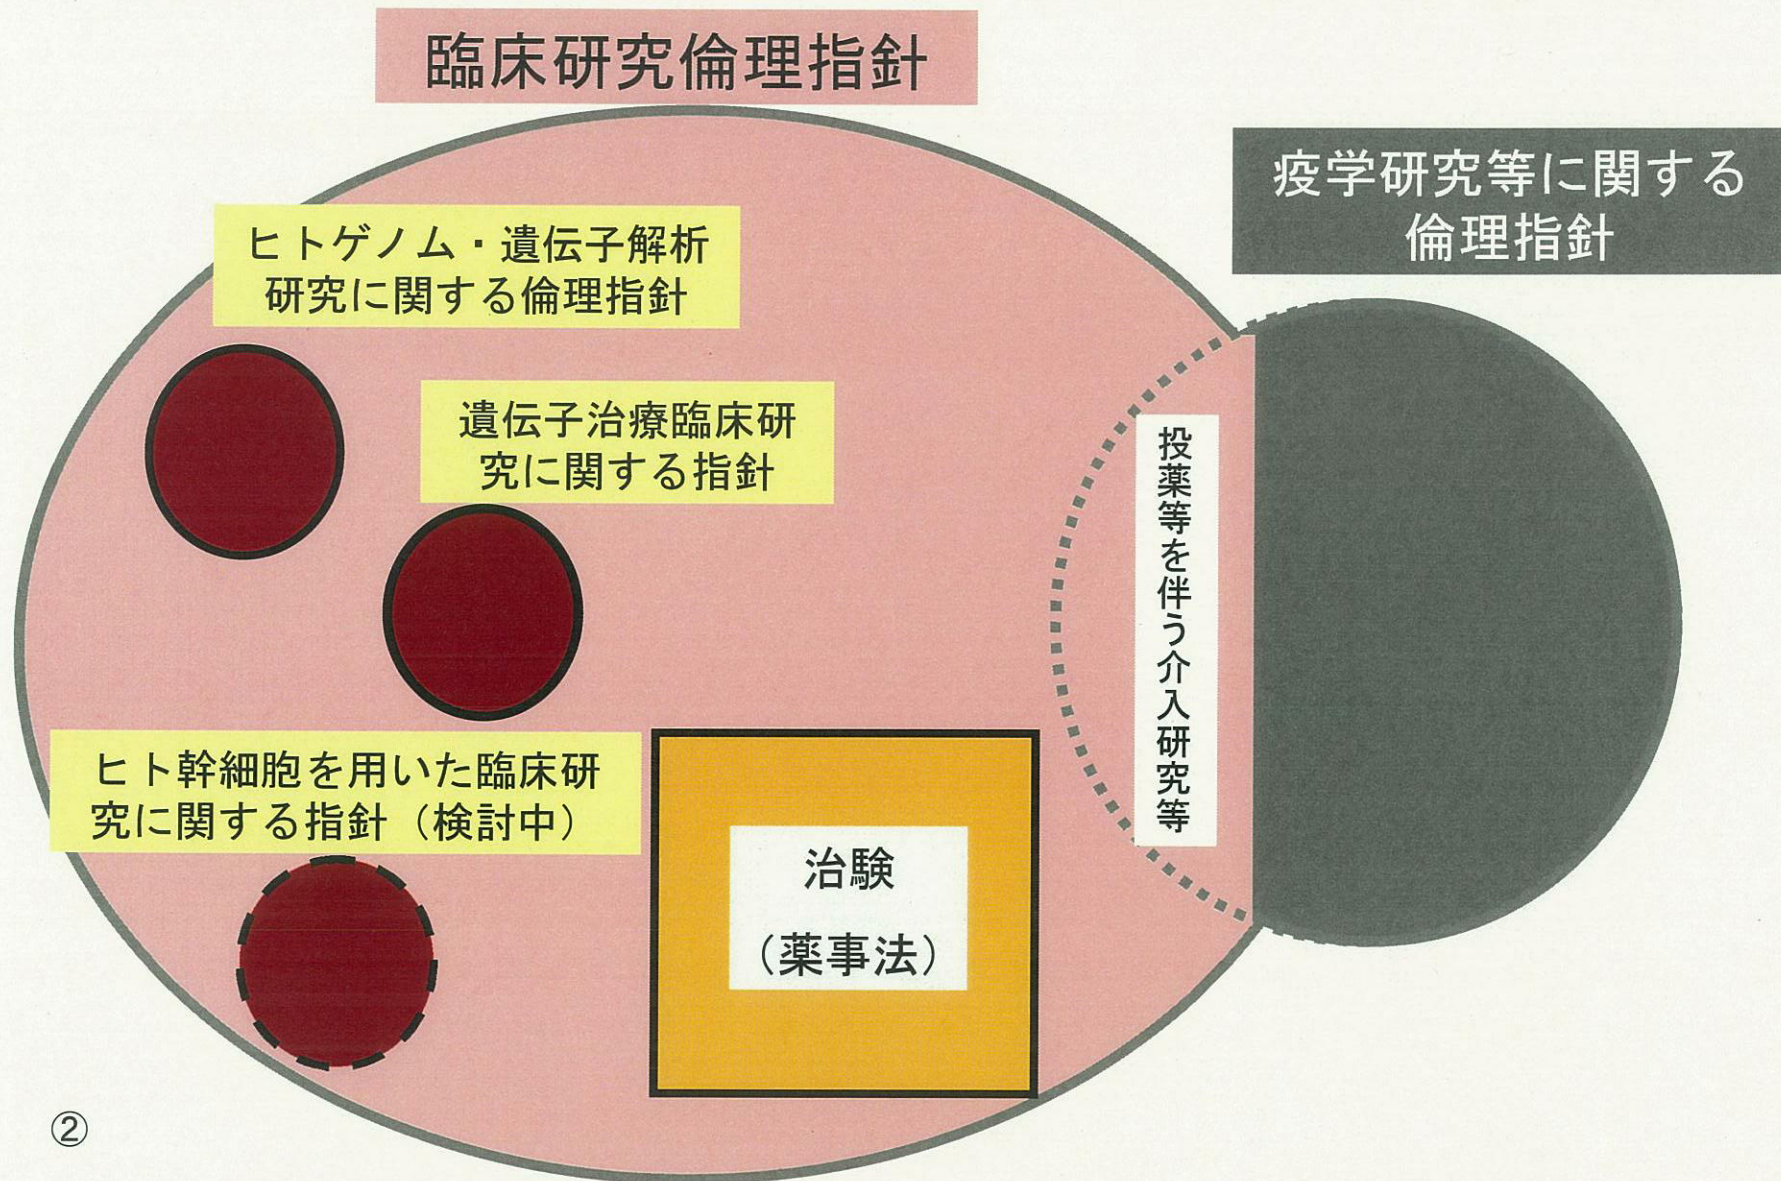 臨床研究倫理指針
疫学研究等に関する
倫理指針
ヒトゲノム・遺伝子解析
研究に関する倫理指針
遺伝子治療臨床研
究に関する指針
投薬等を伴う介入研究等
ヒト幹細胞を用いた臨床研
究に関する指針（検討中）
治験
（薬事法）
②